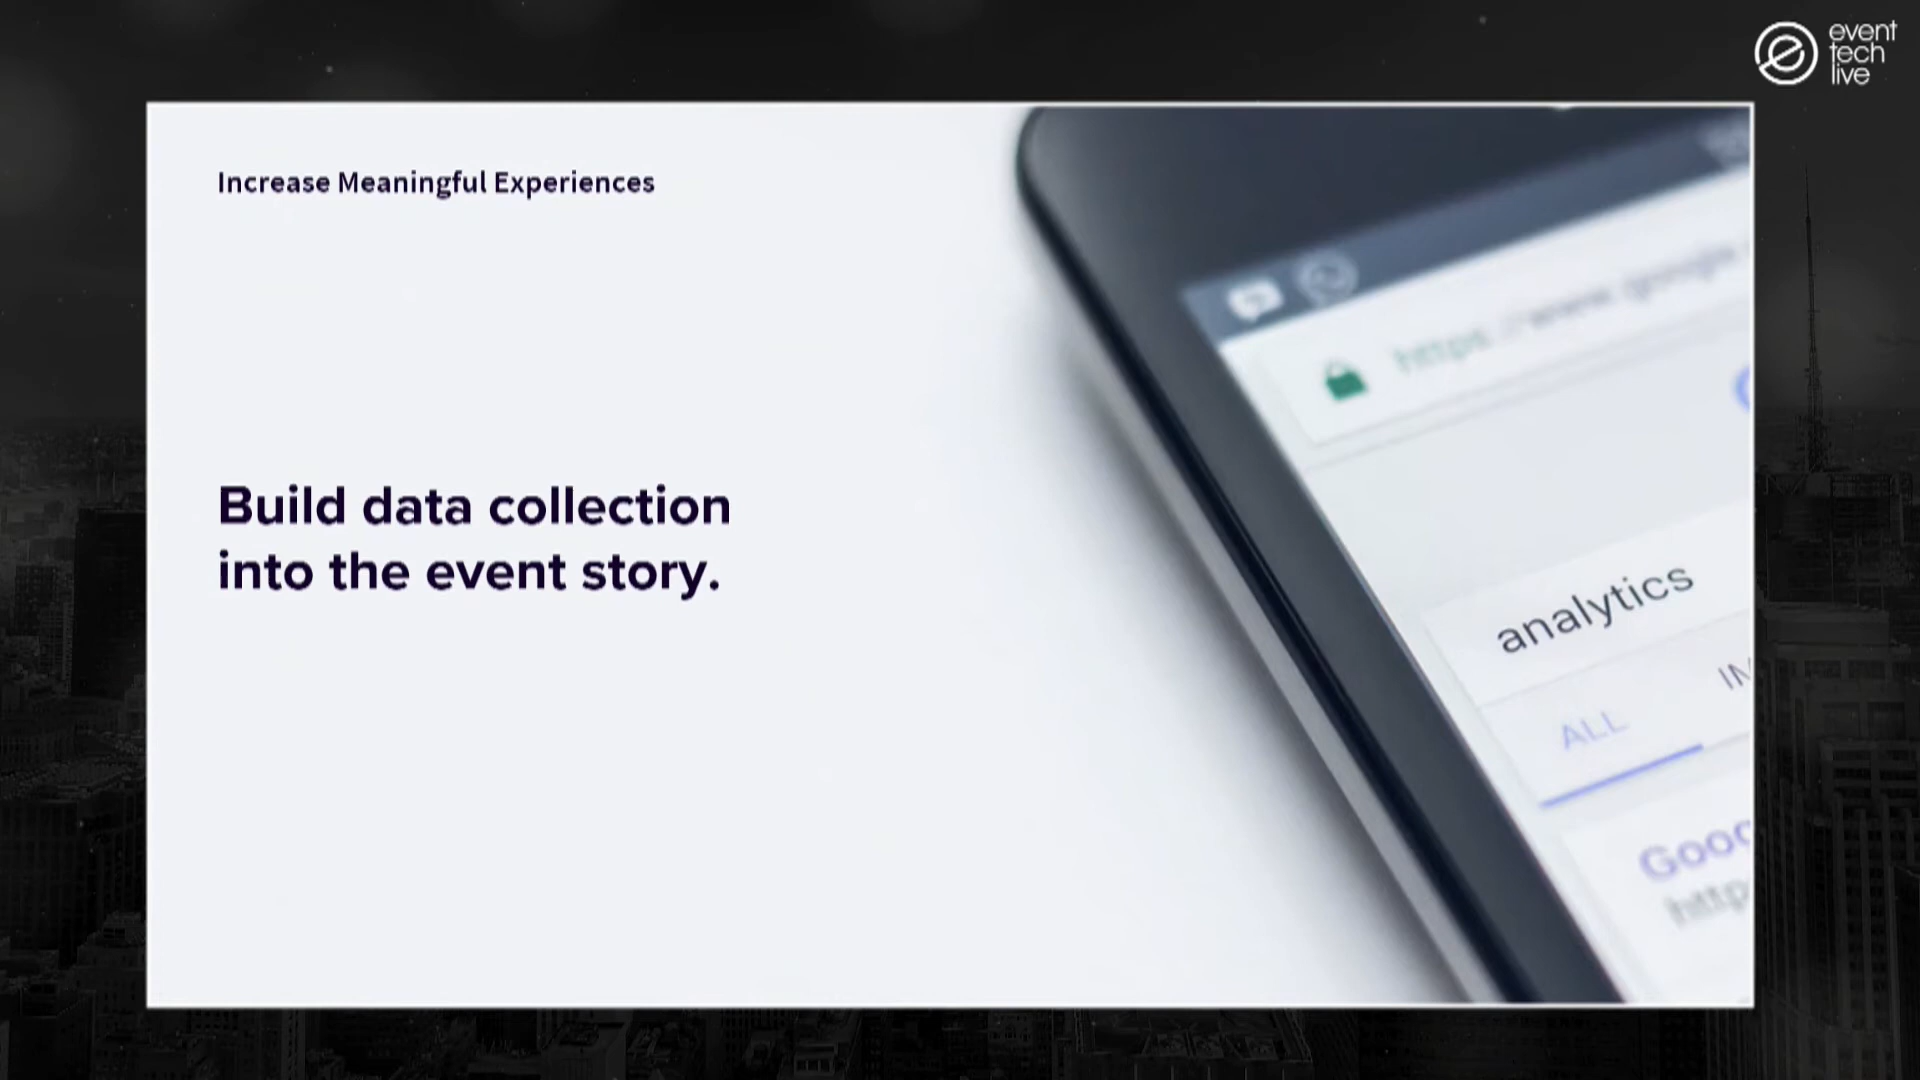 event
tech
live
Increase Meaningful Experiences
Build data collection
into the event story.
analytics
ALL